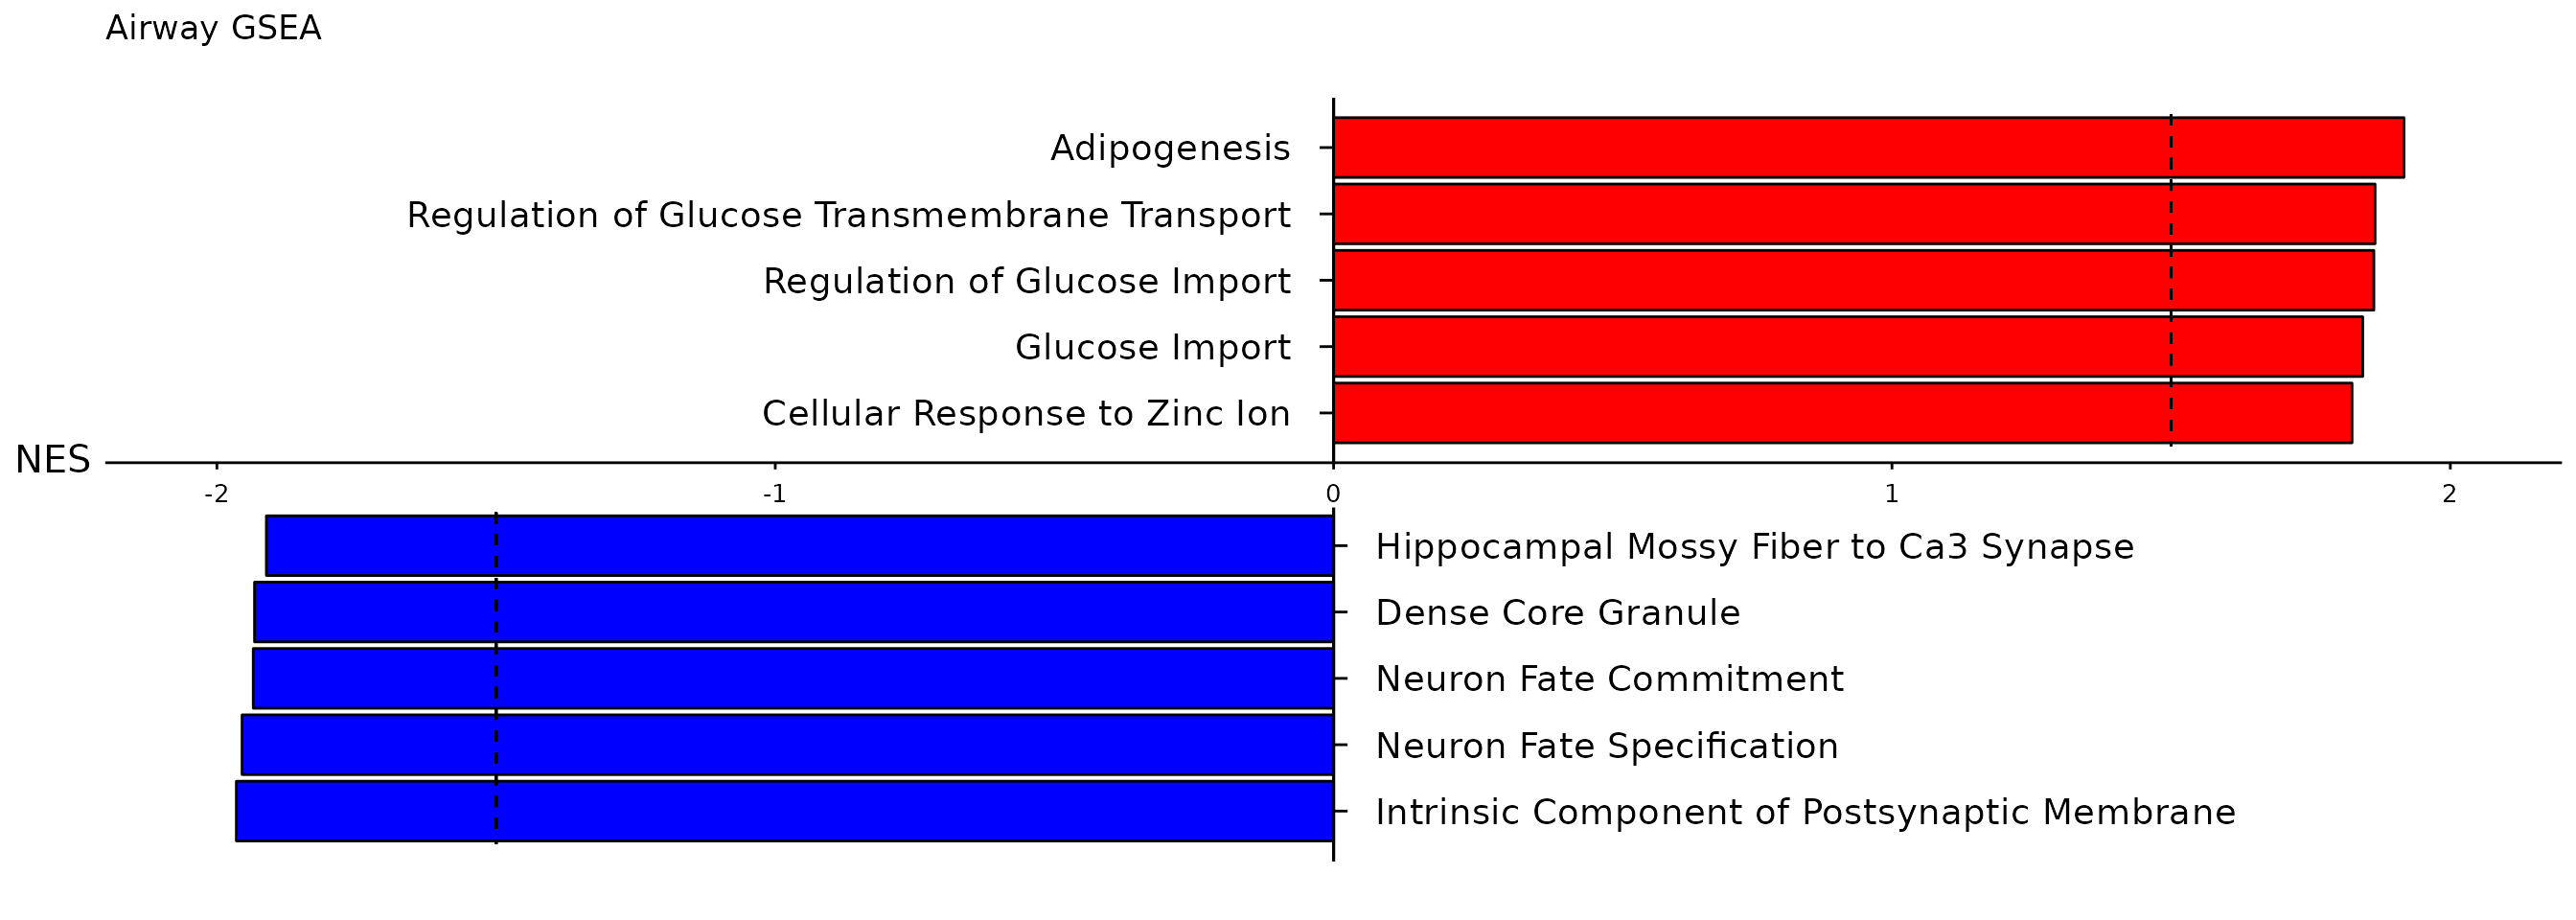 Airway GSEA
Adipogenesis
Regulation of Glucose Transmembrane Transport
Regulation of Glucose Import
Glucose Import
Cellular Response to Zinc Ion
NES
-2 -1 0 1 2
Hippocampal Mossy Fiber to Ca3 Synapse
Dense Core Granule
Neuron Fate Commitment
Neuron Fate Specification
Intrinsic Component of Postsynaptic Membrane